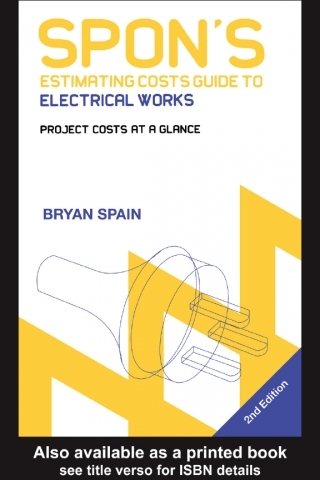 SPON'S
ESTIMATING COSTS GUIDE TO
ELECTRICAL WORKS
PROJECT COSTS AT A GLANCE
BRYAN SPAIN
2nd Edition
Also available as a printed book
see title verso for ISBN details